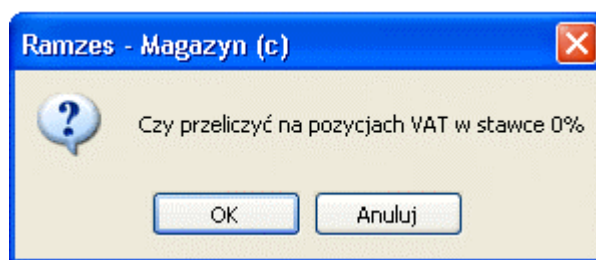 Ramzes - Magazyn (c)
Czy przeliczyć na pozycjach VAT w stawce 0%
OK Anuluj